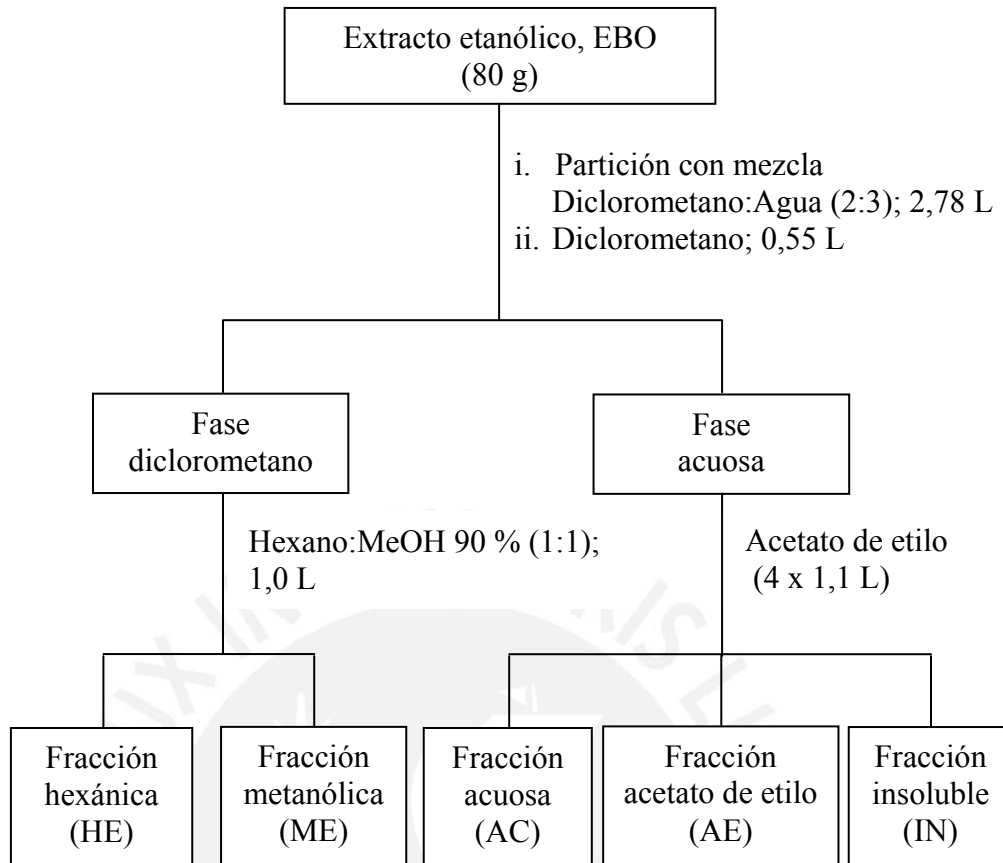 Extracto etanólico, EBO
(80 g)
i. Partición con mezcla
Diclorometano:Agua (2:3); 2,78 L
ii. Diclorometano; 0,55 L
Fase
diclorometano
Fase
acuosa
Hexano:MeOH 90 % (1:1);
1,0 L
Acetato de etilo
(4 x 1,1 L)
Fracción
hexánica
(HE)
Fracción
metanólica
(ME)
Fracción
acuosa
(AC)
Fracción
acetato de etilo
(AE)
Fracción
insoluble
(IN)